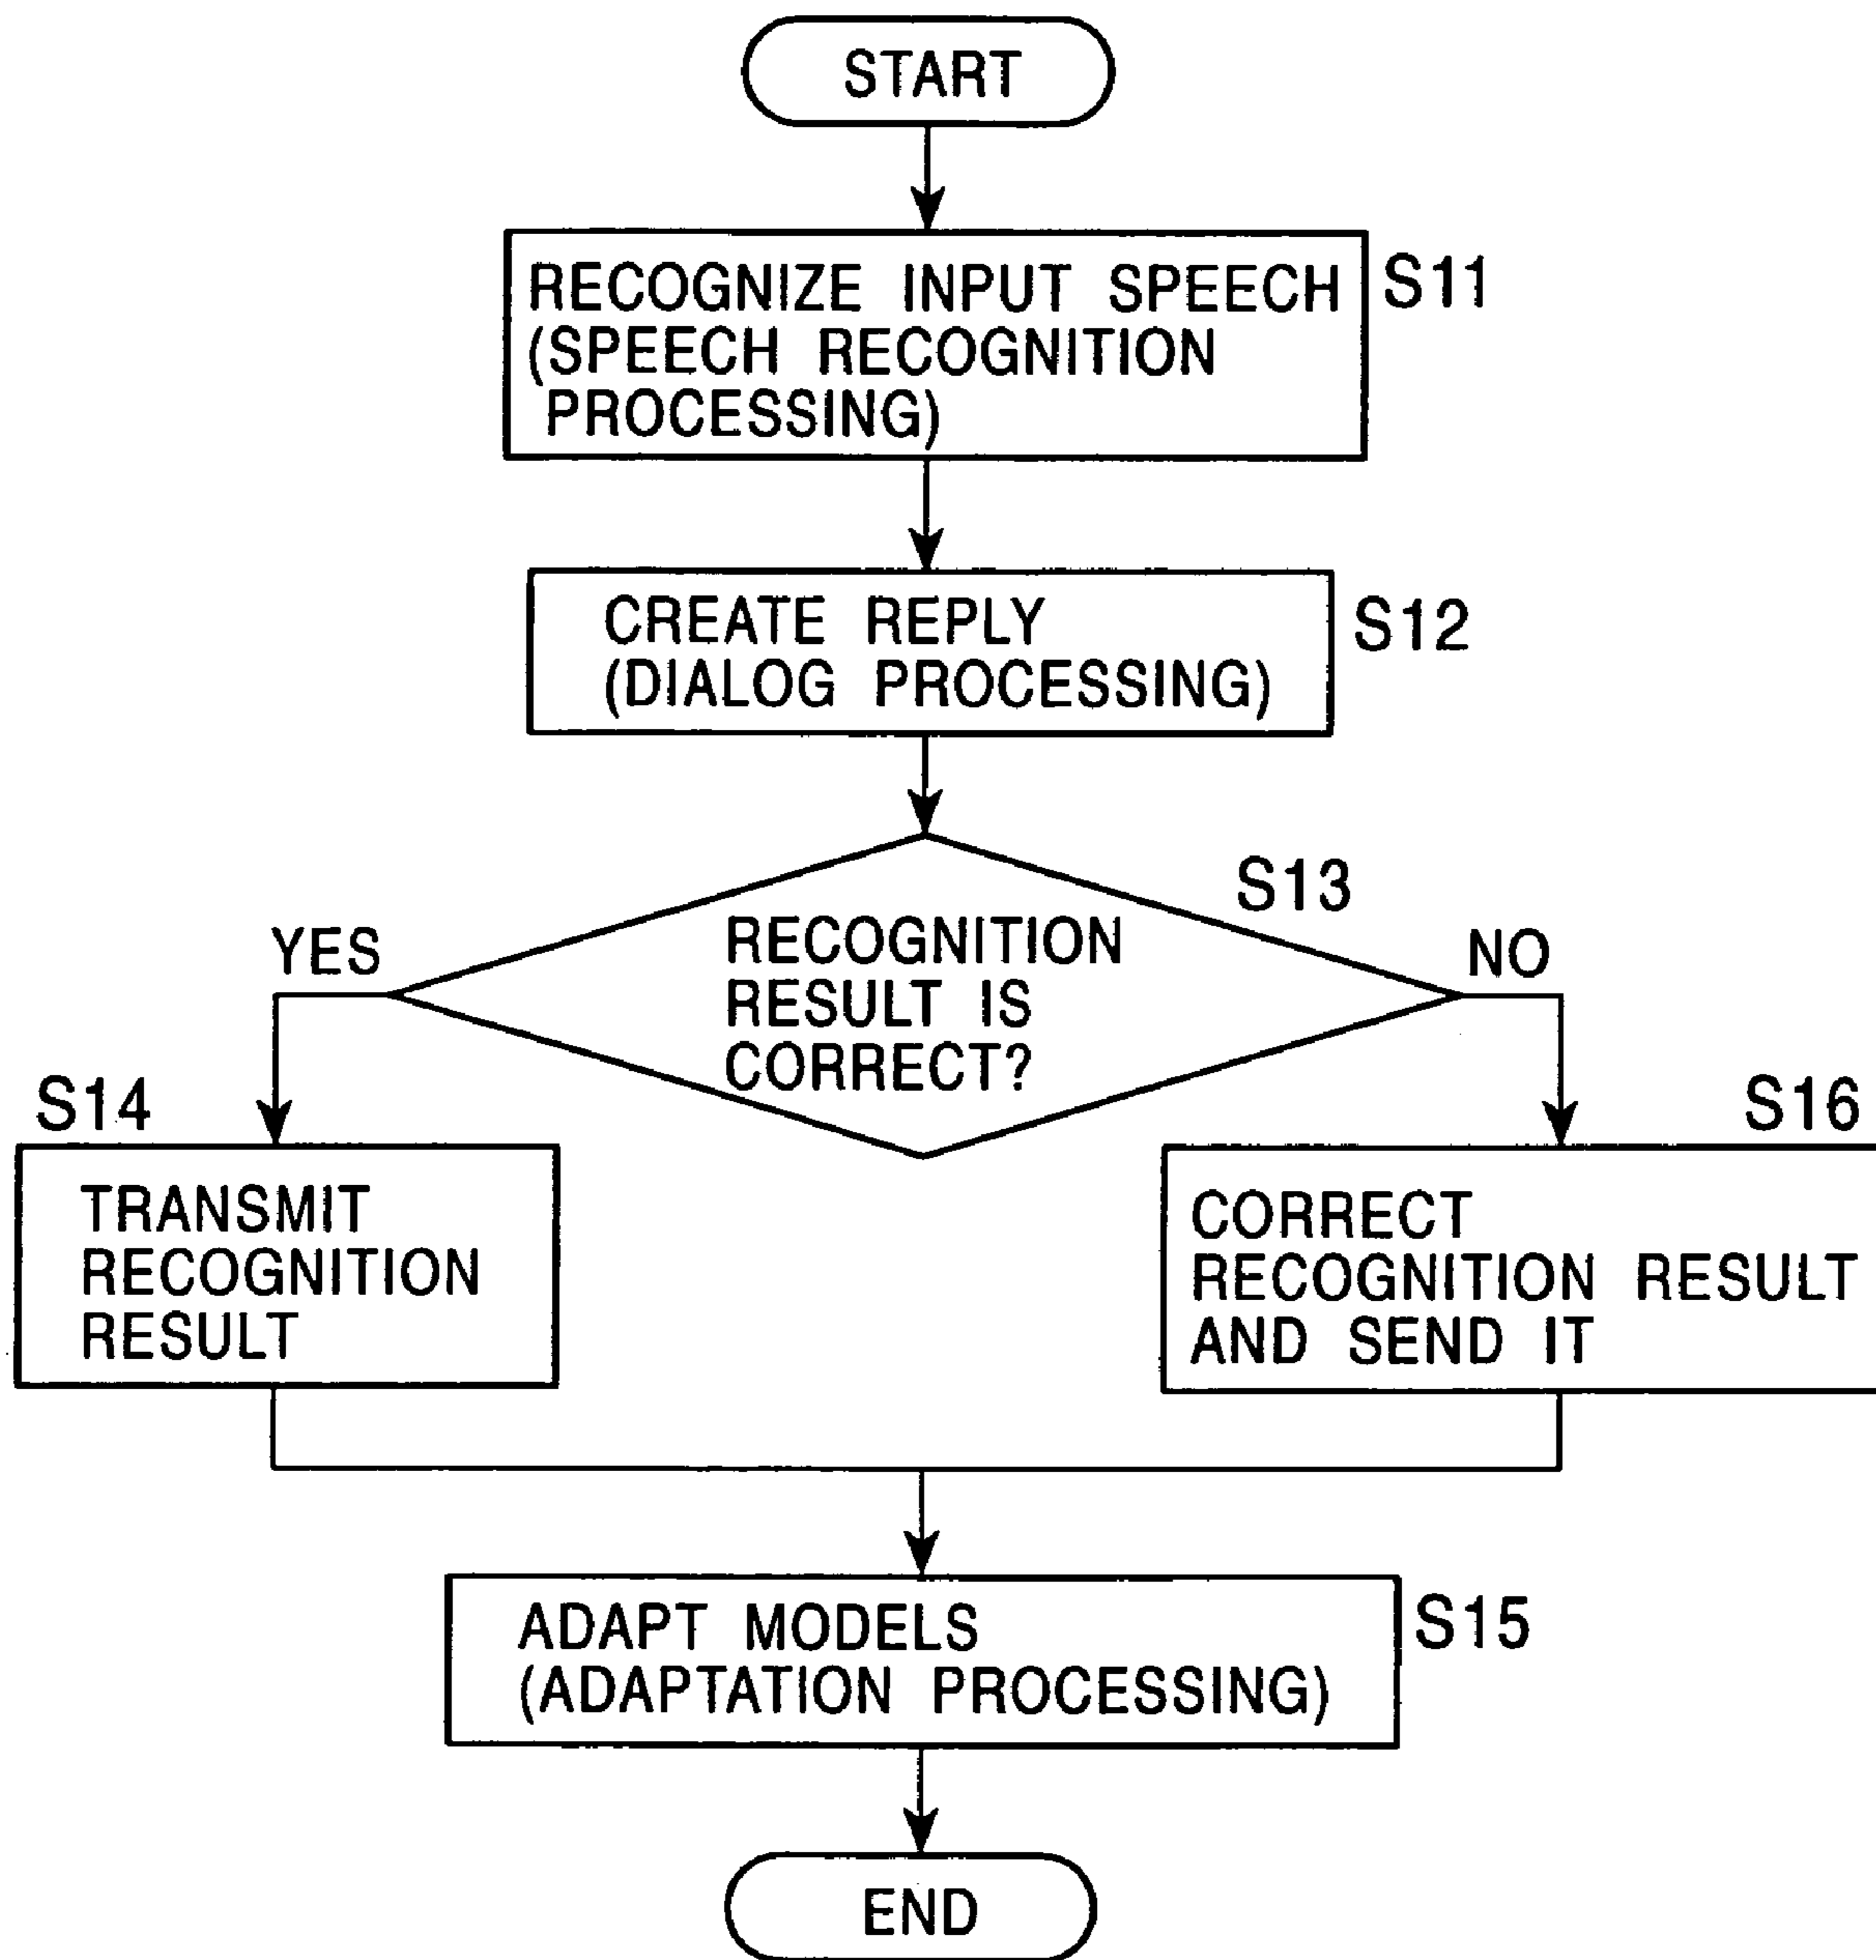 START
RECOGNIZE INPUT SPEECH
(SPEECH RECOGNITION
PROCESSING)
S11
CREATE REPLY
(DIALOG PROCESSING)
S12
S13
RECOGNITION
RESULT IS
CORRECT?
YES
NO
S14
TRANSMIT
RECOGNITION
RESULT
S16
CORRECT
RECOGNITION RESULT
AND SEND IT
ADAPT MODELS
(ADAPTATION PROCESSING)
S15
END